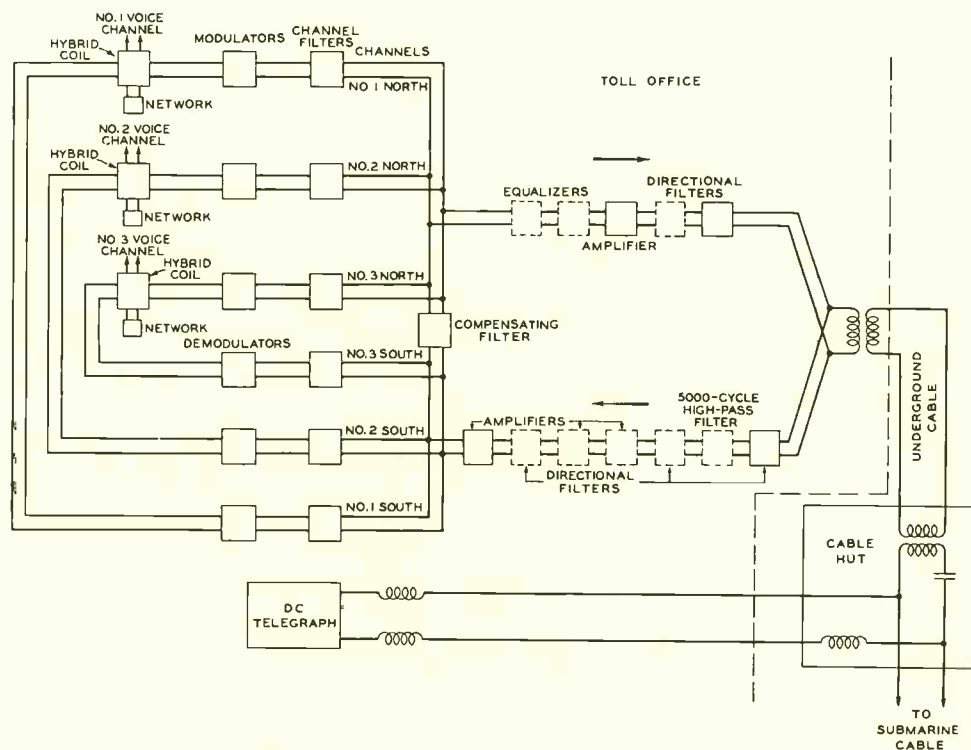 NO. 1 VOICE
CHANNEL
HYBRID
COIL
MODULATORS
CHANNEL
FILTERS
CHANNELS
NO. 1 NORTH
NETWORK
TOLL OFFICE
NO. 2 VOICE
CHANNEL
HYBRID
COIL
NO. 2 NORTH
NETWORK
EQUALIZERS
DIRECTIONAL
FILTERS
AMPLIFIER
NO. 3 VOICE
CHANNEL
HYBRID
COIL
NO. 3 NORTH
NETWORK
DEMODULATORS
COMPENSATING
FILTER
NO. 3 SOUTH
UNDERGROUND
CABLE
NO. 2 SOUTH
AMPLIFIERS
5000-CYCLE
HIGH-PASS
FILTER
DIRECTIONAL
FILTERS
NO. 1 SOUTH
CABLE
HUT
DC
TELEGRAPH
TO
SUBMARINE
CABLE